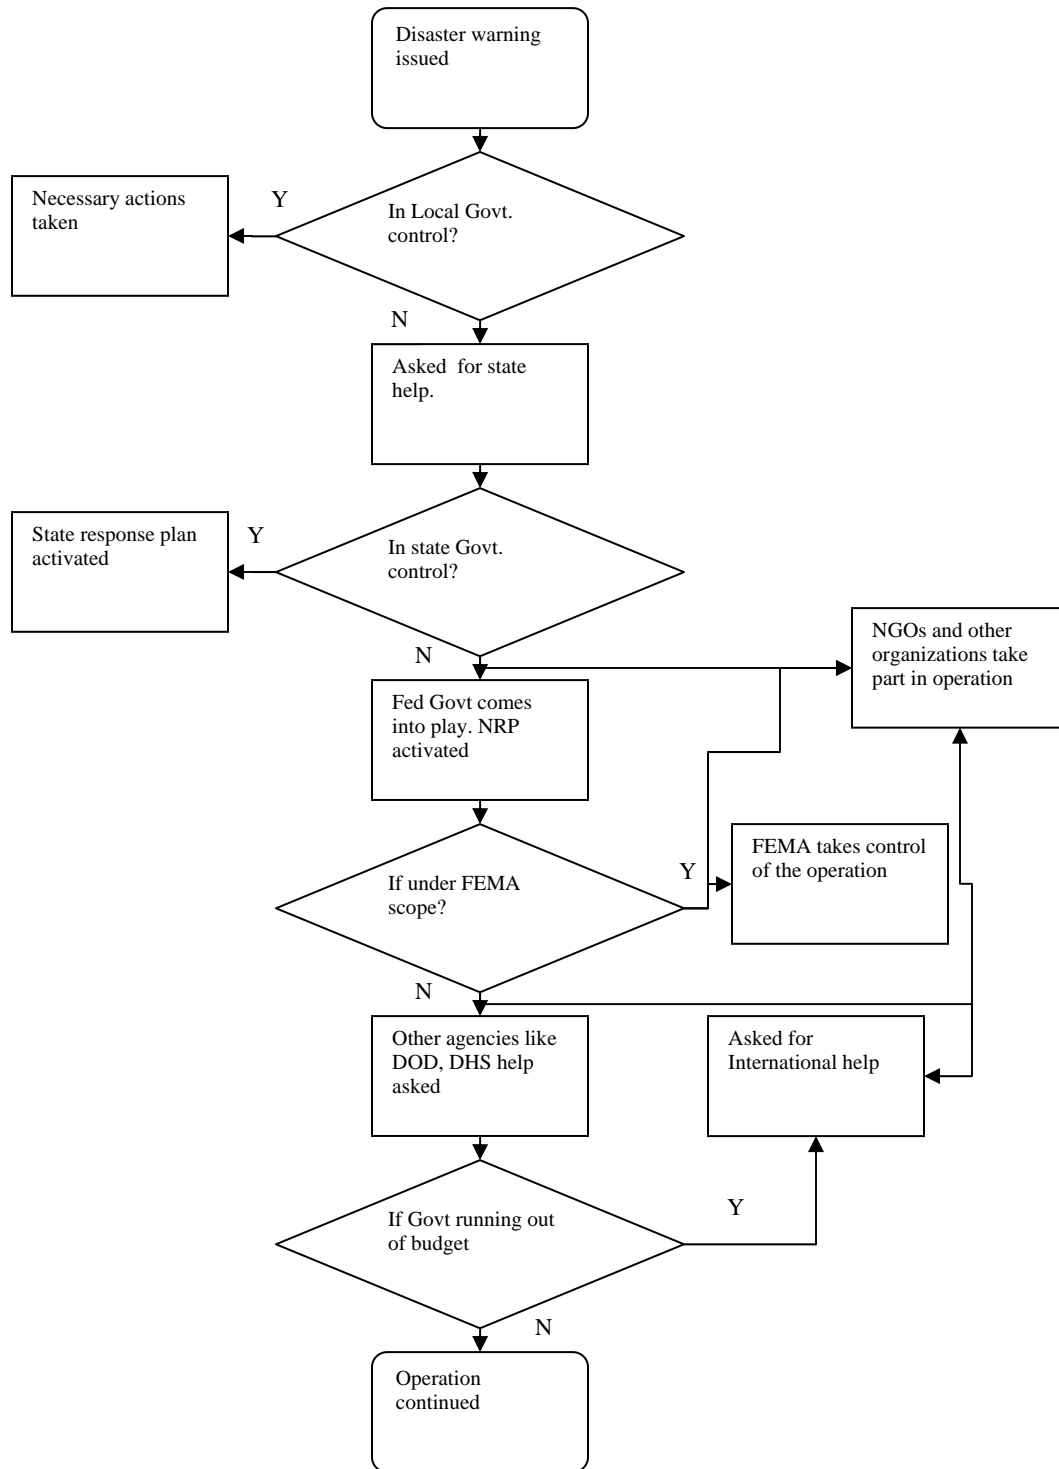 Disaster warning
issued
Y
Necessary actions
taken
In Local Govt.
control?
N
Asked  for state
help.
Y
State response plan
activated
In state Govt.
control?
N
NGOs and other
organizations take
part in operation
Fed Govt comes
into play. NRP
activated
If under FEMA
scope?
Y
FEMA takes control
of the operation
N
Other agencies like
DOD, DHS help
asked
Asked for
International help
If Govt running out
of budget
Y
N
Operation
continued